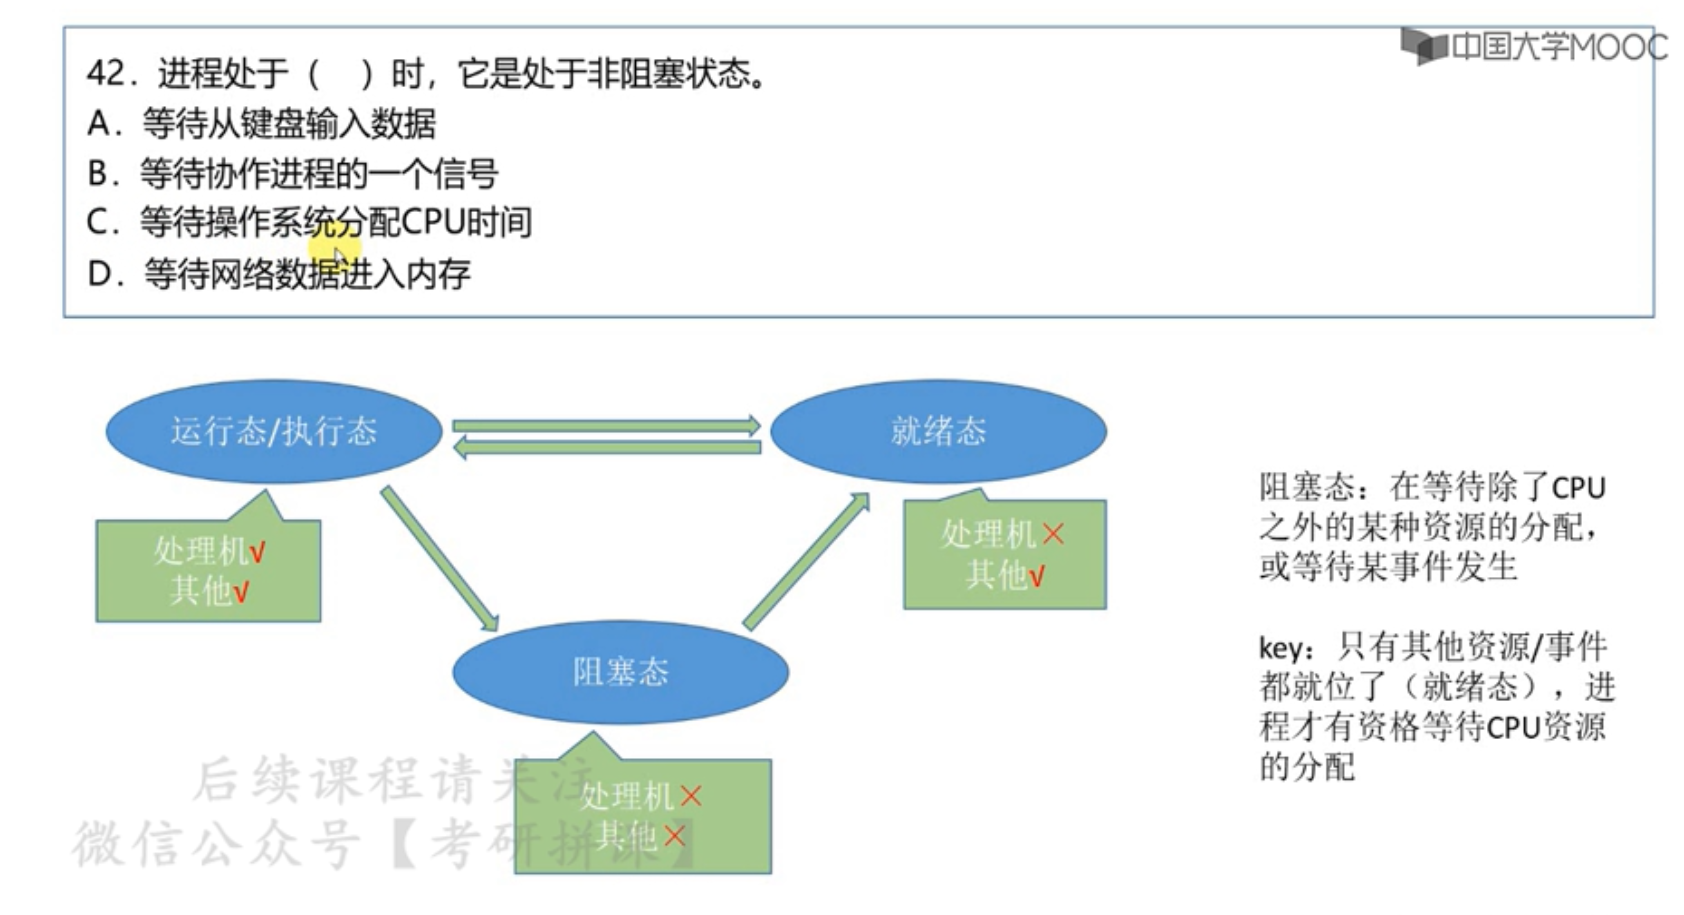 中国大学MOOC
42．进程处于（　）时，它是处于非阻塞状态。
A．等待从键盘输入数据
B．等待协作进程的一个信号
C．等待操作系统分配CPU时间
D．等待网络数据进入内存
运行态/执行态
就绪态
处理机√
其他√
处理机×
其他√
阻塞态
处理机×
其他×
阻塞态：在等待除了CPU
之外的某种资源的分配，
或等待某事件发生
key：只有其他资源/事件
都就位了（就绪态），进
程才有资格等待CPU资源
的分配
后续课程请关注
微信公众号【考研拼课】